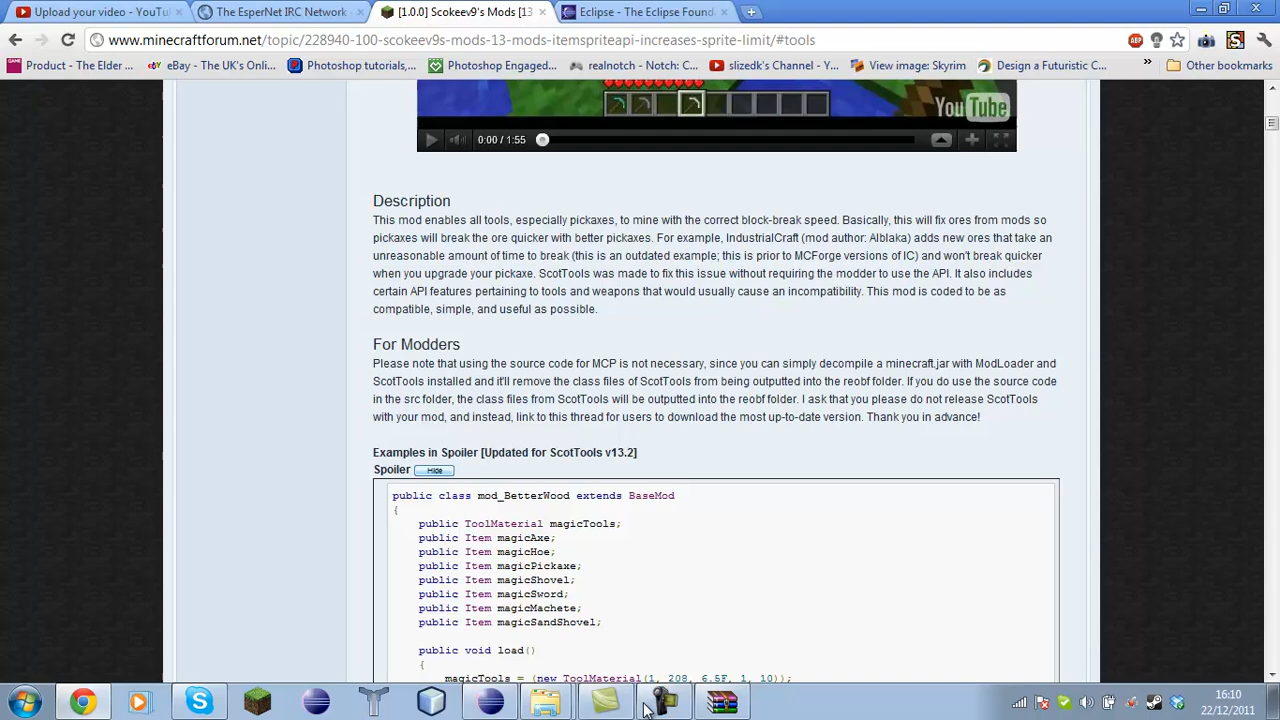 Upload your video - YouTu
The EsperNet IRC Network
[1.0.0] Scokeev9's Mods [13
Eclipse - The Eclipse Found
www.minecraftforum.net/topic/228940-100-scokeev9s-mods-13-mods-itemspriteapi-increases-sprite-limit/#tools
ABP
GAME Product - The Elder ...
eBay - The UK's Onli...
Photoshop tutorials,...
Photoshop Engaged...
realnotch - Notch: C...
slizedk's Channel - Y...
View image: Skyrim
Design a Futuristic C...
»
Other bookmarks
YouTube
0:00 / 1:55
Description
This mod enables all tools, especially pickaxes, to mine with the correct block-break speed. Basically, this will fix ores from mods so
pickaxes will break the ore quicker with better pickaxes. For example, IndustrialCraft (mod author: Alblaka) adds new ores that take an
unreasonable amount of time to break (this is an outdated example; this is prior to MCForge versions of IC) and won't break quicker
when you upgrade your pickaxe. ScotTools was made to fix this issue without requiring the modder to use the API. It also includes
certain API features pertaining to tools and weapons that would usually cause an incompatibility. This mod is coded to be as
compatible, simple, and useful as possible.
For Modders
Please note that using the source code for MCP is not necessary, since you can simply decompile a minecraft.jar with ModLoader and
ScotTools installed and it'll remove the class files of ScotTools from being outputted into the reobf folder. If you do use the source code
in the src folder, the class files from ScotTools will be outputted into the reobf folder. I ask that you please do not release ScotTools
with your mod, and instead, link to this thread for users to download the most up-to-date version. Thank you in advance!
Examples in Spoiler [Updated for ScotTools v13.2]
Spoiler Hide
public class mod_BetterWood extends BaseMod
{
public ToolMaterial magicTools;
public Item magicAxe;
public Item magicHoe;
public Item magicPickaxe;
public Item magicShovel;
public Item magicSword;
public Item magicMachete;
public Item magicSandShovel;
public void load()
{
magicTools = (new ToolMaterial(1, 208, 6.5F, 1, 10));
16:10
22/12/2011